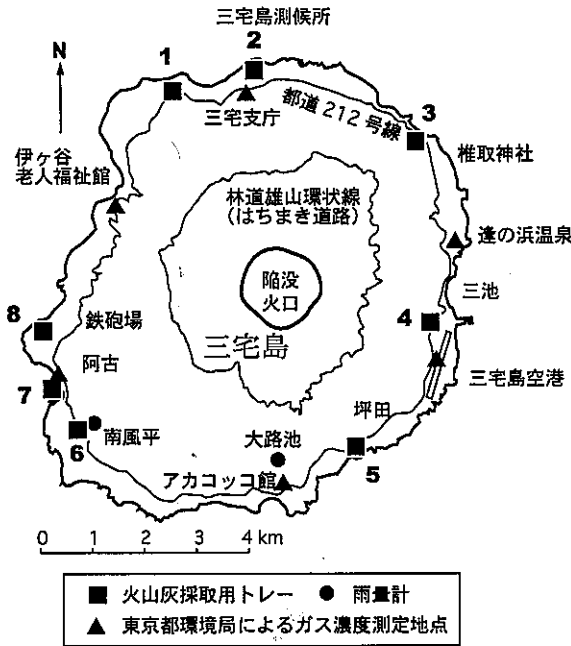 三宅島測候所
1
2
N
三宅支庁
都道212号線
3
椎取神社
伊ヶ谷
老人福祉館
林道雄山環状線
(はちまき道路)
逢の浜温泉
陥没
火口
三池
4
8
鉄砲場
三宅島
阿古
三宅島空港
7
坪田
南風平
大路池
6
5
アカコッコ館
0 1 2 4 km
火山灰採取用トレー 雨量計
東京都環境局によるガス濃度測定地点